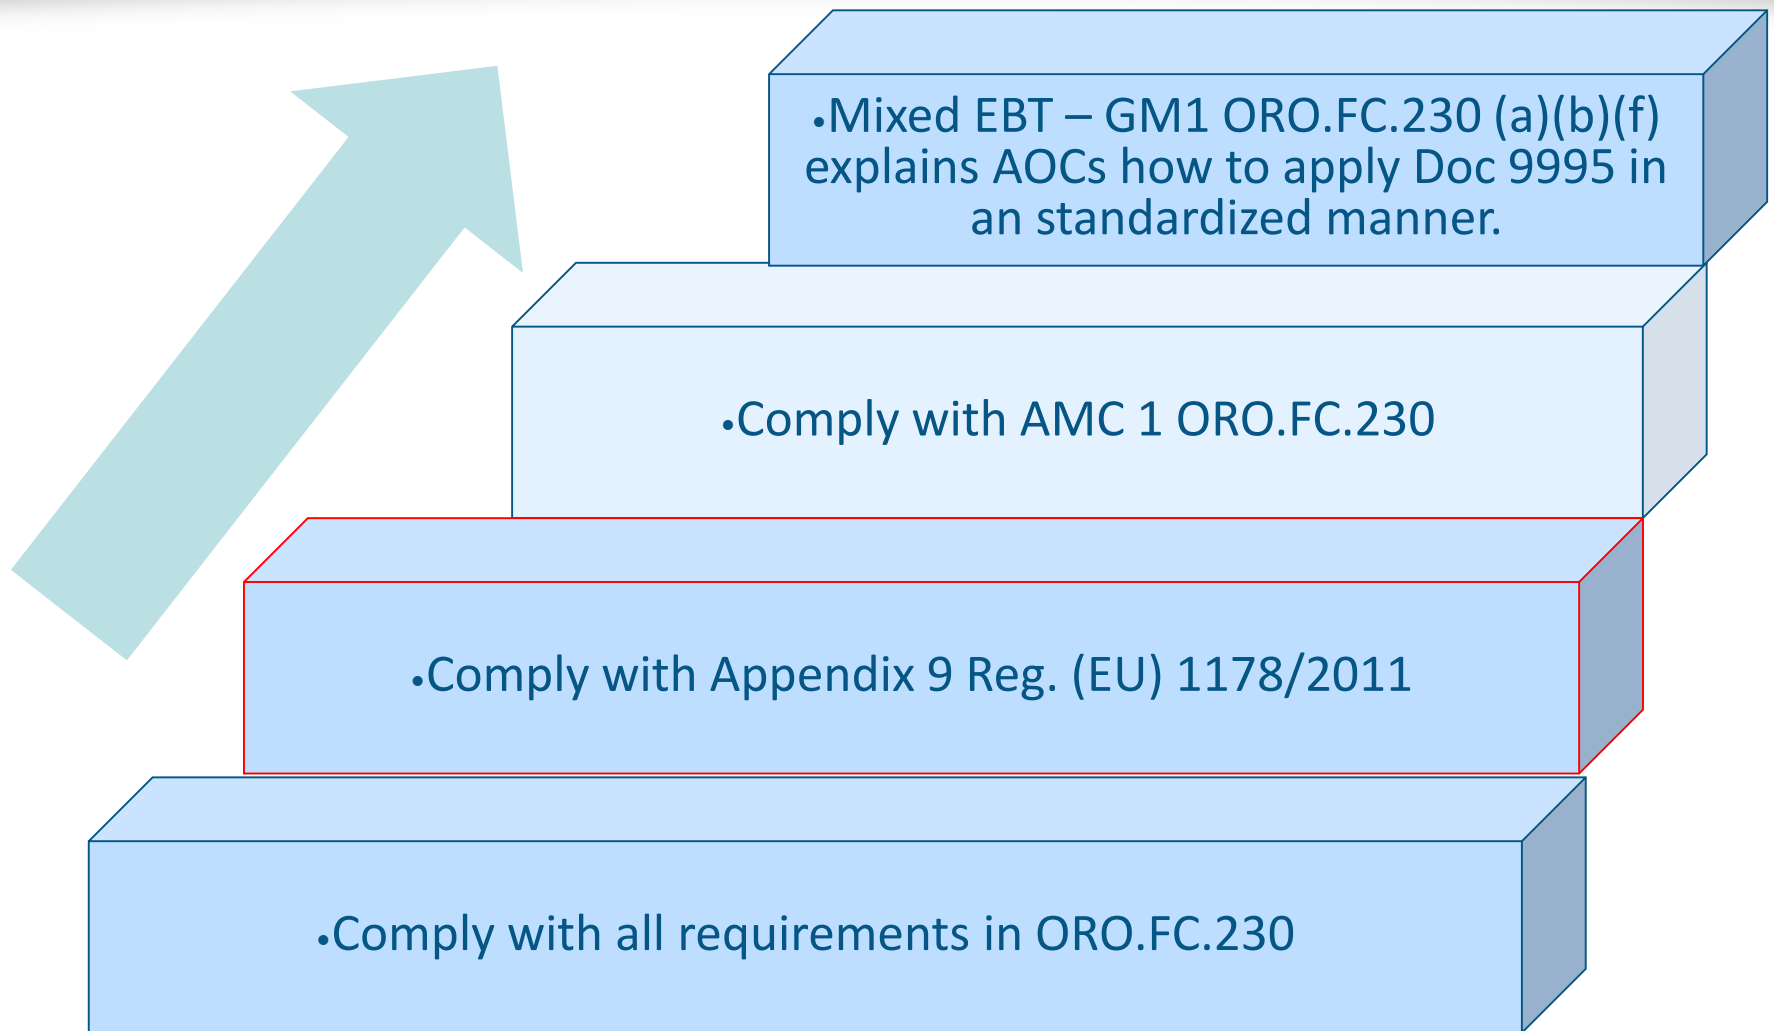 •Mixed EBT – GM1 ORO.FC.230 (a)(b)(f)
explains AOCs how to apply Doc 9995 in
an standardized manner.
•Comply with AMC 1 ORO.FC.230
•Comply with Appendix 9 Reg. (EU) 1178/2011
•Comply with all requirements in ORO.FC.230